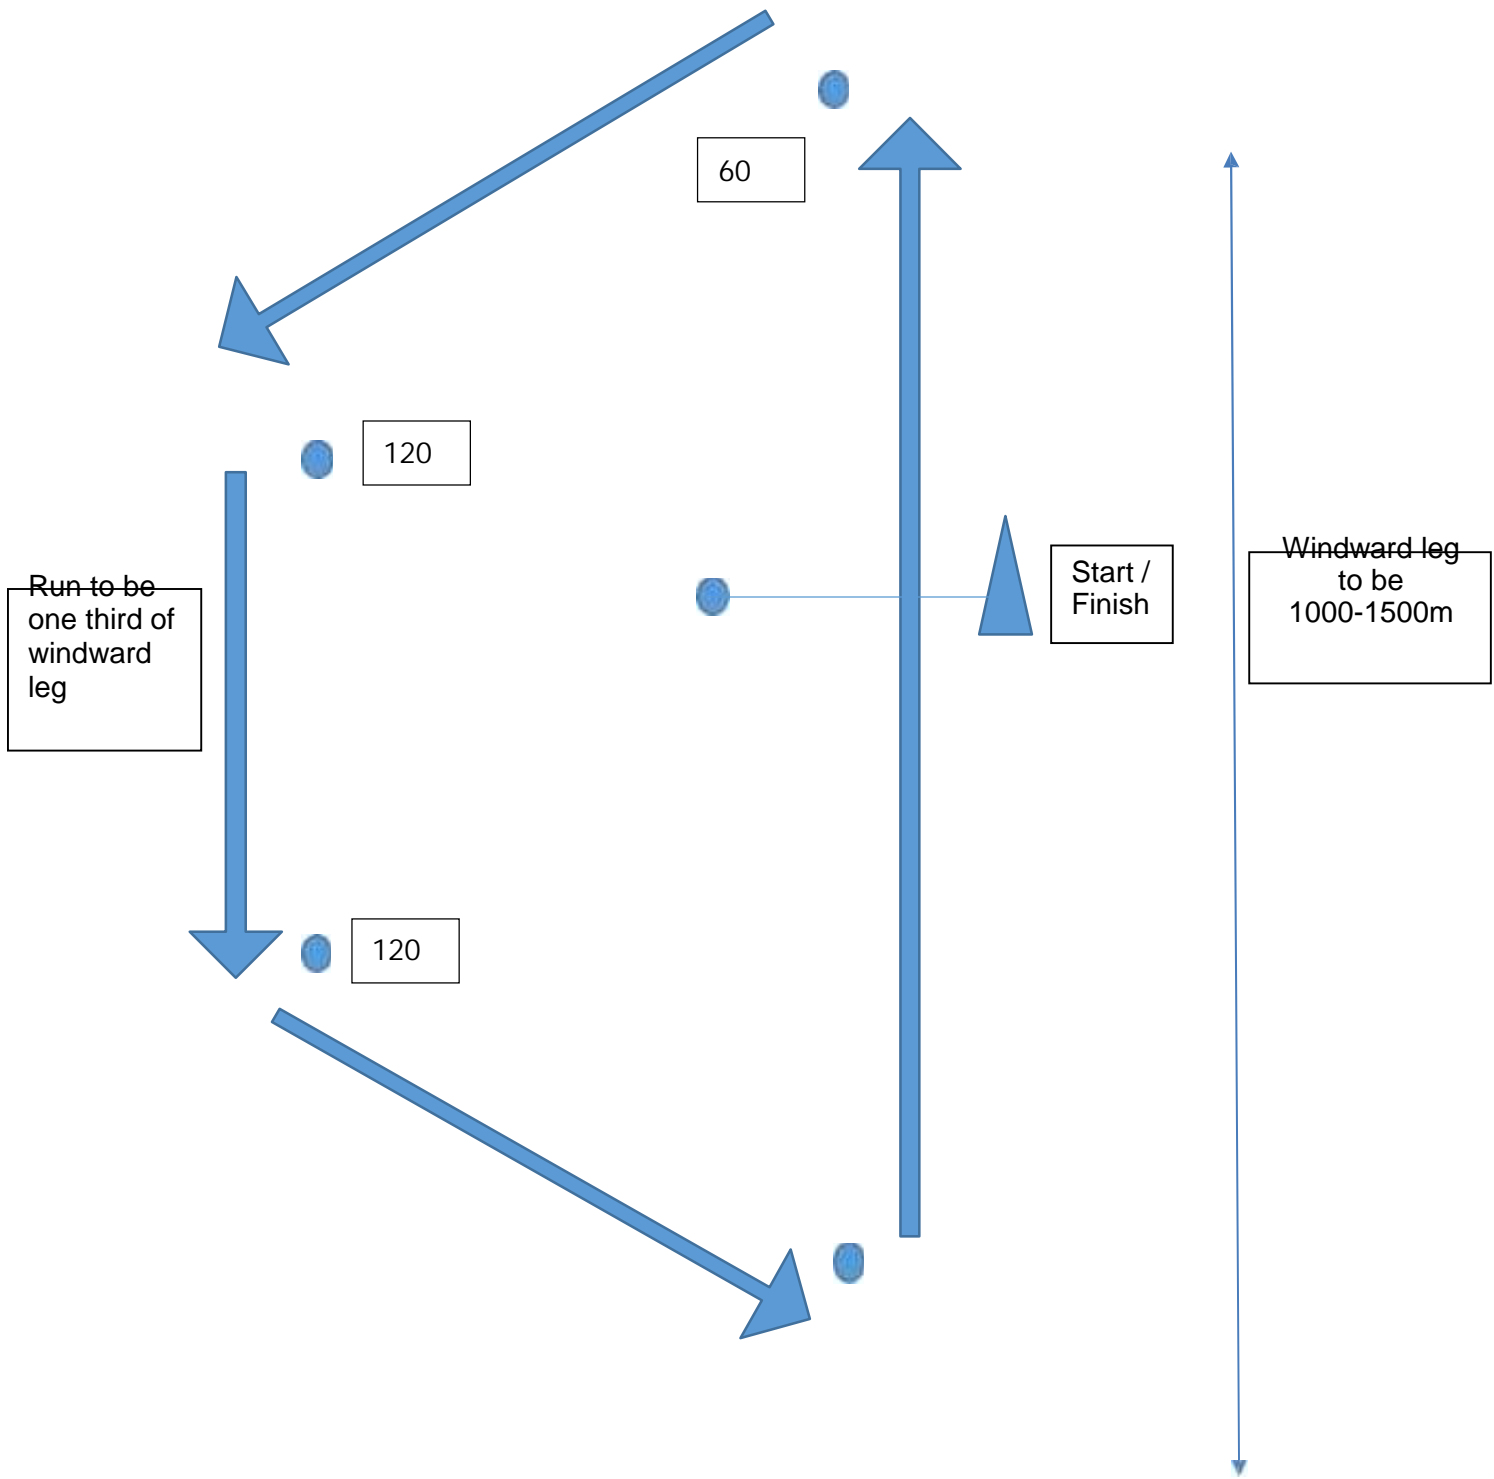 60
120
Windward leg
to be
1000-1500m
Start /
Finish
Run to be
one third of
windward
leg
120